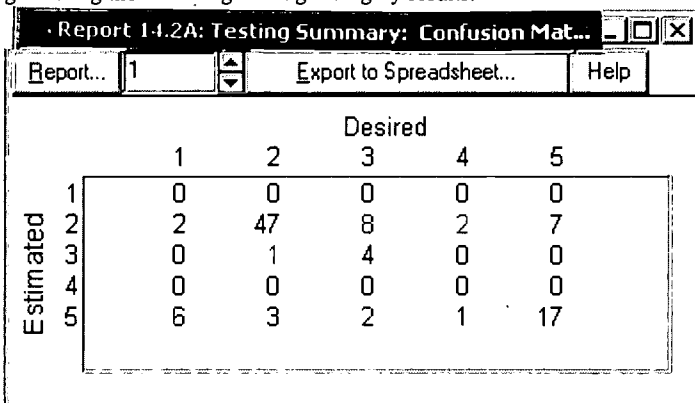 Report 14.2A: Testing Summary: Confusion Mat...
Report... 1 Export to Spreadsheet... Help
Desired
1 2 3 4 5
Estimated
1 0 0 0 0 0
2 2 47 8 2 7
3 0 1 4 0 0
4 0 0 0 0 0
5 6 3 2 1 17